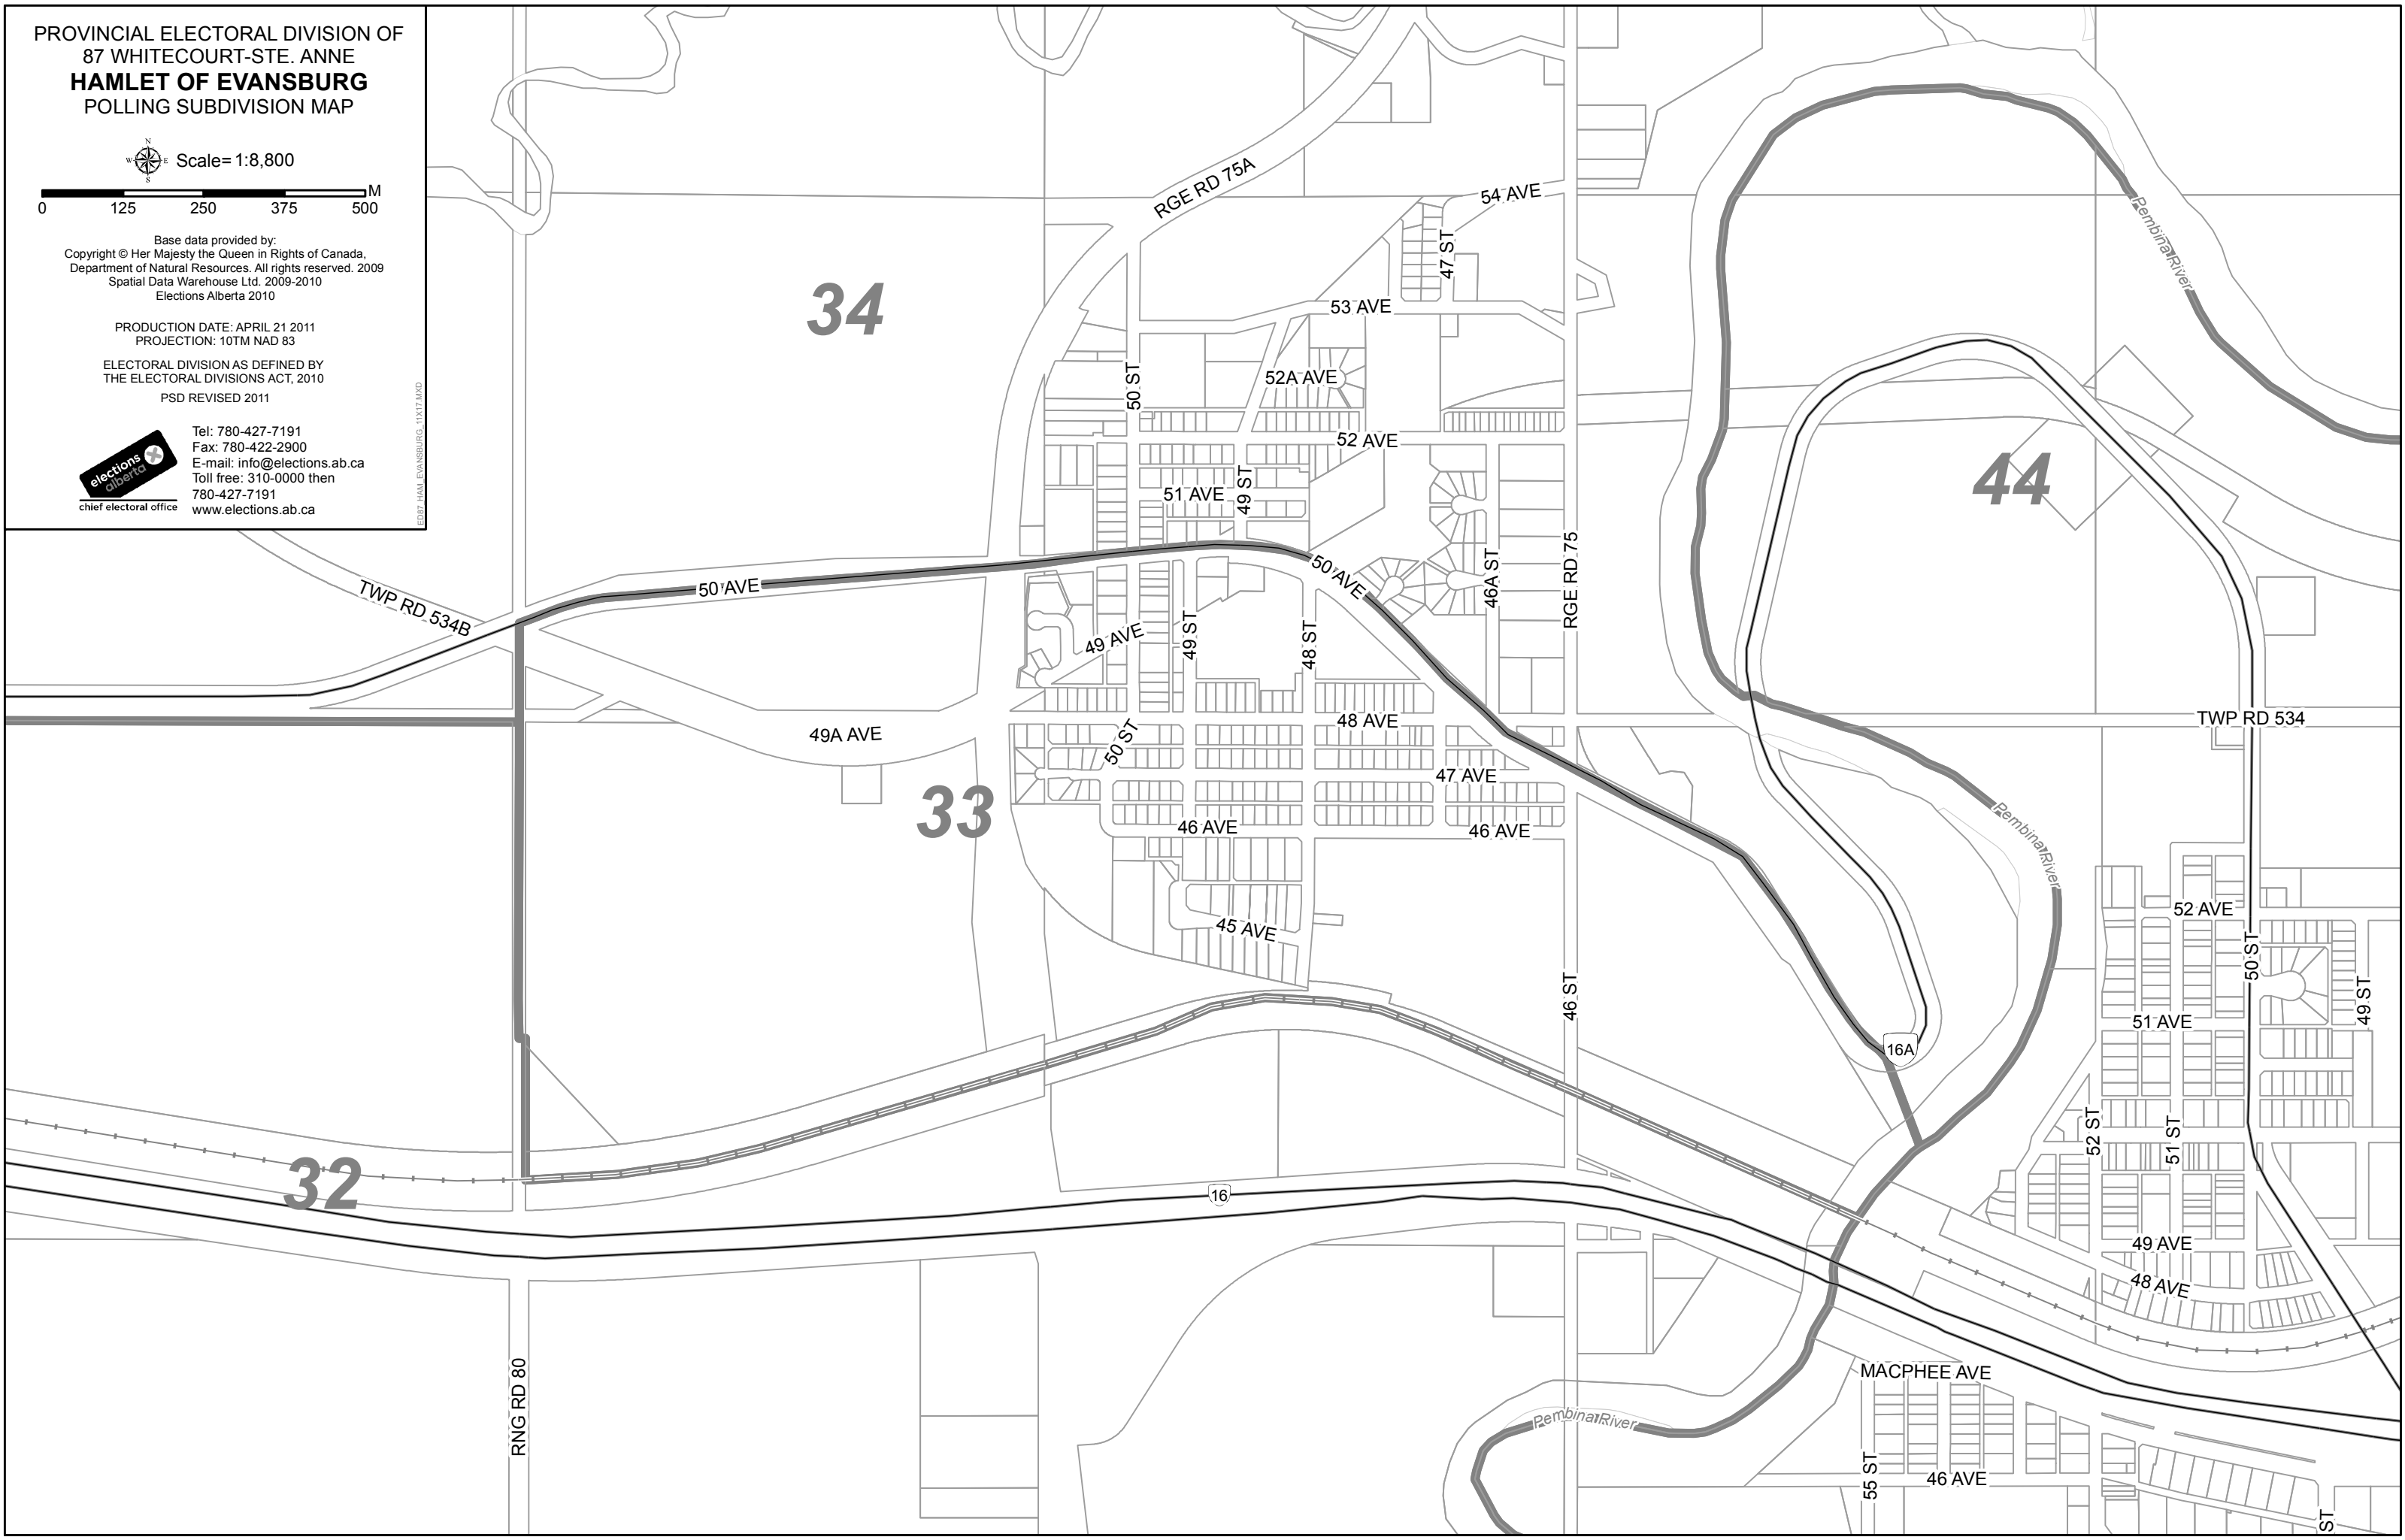 PROVINCIAL ELECTORAL DIVISION OF
87 WHITECOURT-STE. ANNE
HAMLET OF EVANSBURG
POLLING SUBDIVISION MAP
N
W E
S
Scale= 1:8,800
M
0 125 250 375 500
Base data provided by:
Copyright © Her Majesty the Queen in Rights of Canada,
Department of Natural Resources. All rights reserved. 2009
Spatial Data Warehouse Ltd. 2009-2010
Elections Alberta 2010
PRODUCTION DATE: APRIL 21 2011
PROJECTION: 10TM NAD 83
ELECTORAL DIVISION AS DEFINED BY
THE ELECTORAL DIVISIONS ACT, 2010
PSD REVISED 2011
elections
alberta
chief electoral office
Tel: 780-427-7191
Fax: 780-422-2900
E-mail: info@elections.ab.ca
Toll free: 310-0000 then
780-427-7191
www.elections.ab.ca
ED87_HAM_EVANSBURG_11X17.MXD
RGE RD 75A
54 AVE
47 ST
Pembina River
34
53 AVE
50 ST
52A AVE
52 AVE
44
51 AVE
49 ST
50 AVE
50 AVE
46A ST
RGE RD 75
TWP RD 534B
49 AVE
49 ST
48 ST
49A AVE
50 ST
48 AVE
TWP RD 534
47 AVE
33
46 AVE
46 AVE
Pembina River
45 AVE
52 AVE
50 ST
46 ST
49 ST
51 AVE
16A
52 ST
51 ST
32
16
49 AVE
48 AVE
RNG RD 80
MACPHEE AVE
Pembina River
55 ST
46 AVE
ST